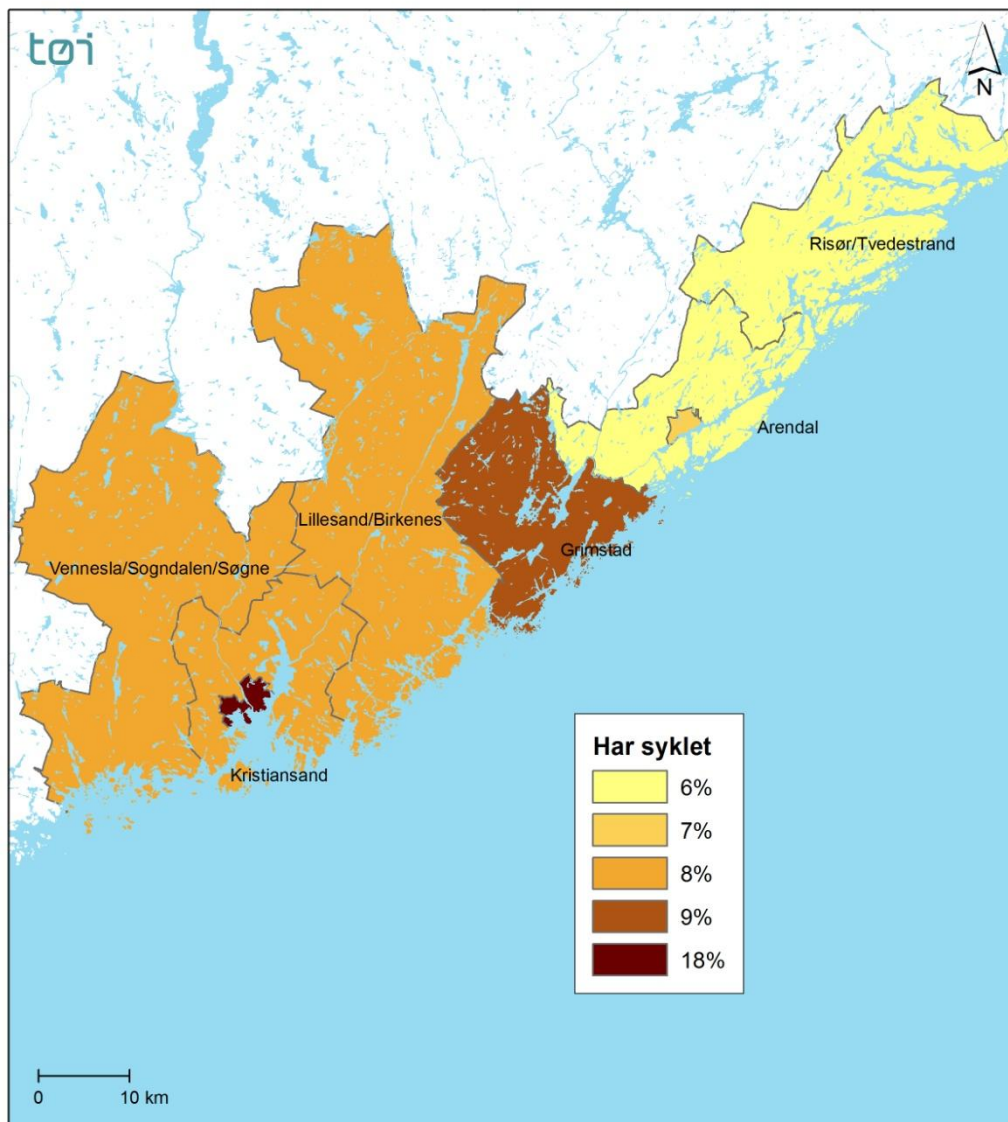 tøi
N
Risør/Tvedestrand
Arendal
Lillesand/Birkenes
Grimstad
Vennesla/Sogndalen/Søgne
Kristiansand
Har syklet
6%
7%
8%
9%
18%
0 10 km